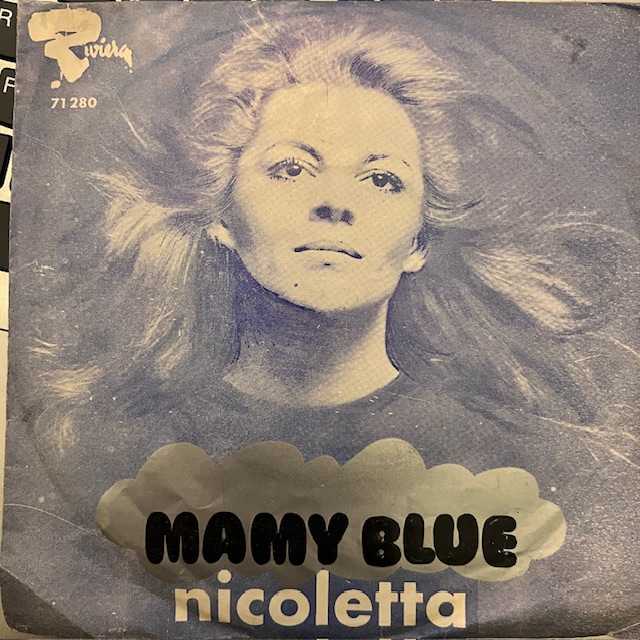 Riviera
71 280
MAMY BLUE
nicoletta
R
F